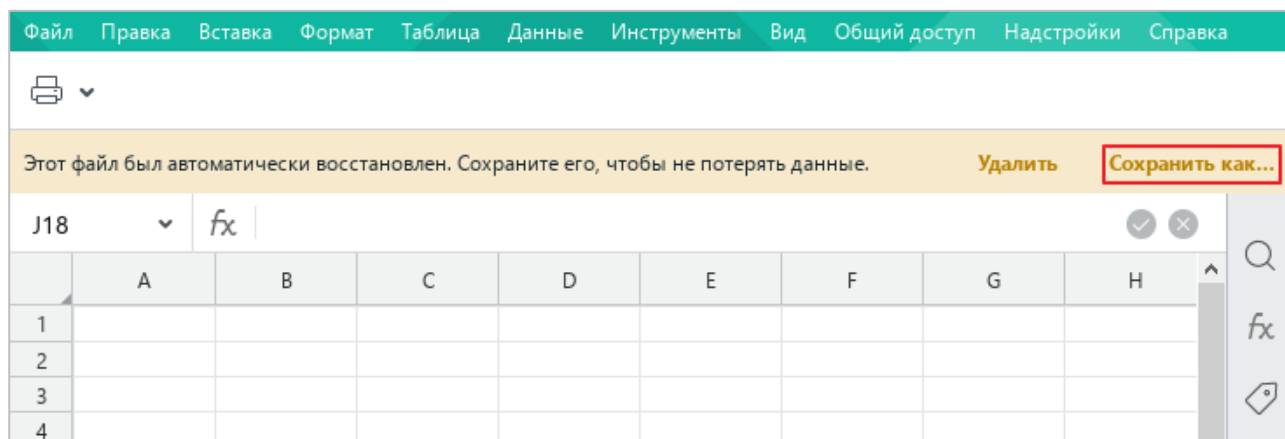 Файл Правка Вставка Формат Таблица Данные Инструменты Вид Общий доступ Надстройки Справка
Этот файл был автоматически восстановлен. Сохраните его, чтобы не потерять данные. Удалить Сохранить как...
J18 fx
A B C D E F G H
1
fx
2
3
4